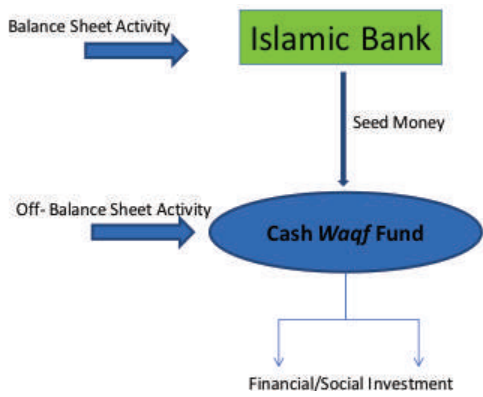 Balance Sheet Activity
Islamic Bank
Seed Money
Off- Balance Sheet Activity
Cash Waqf Fund
Financial/Social Investment